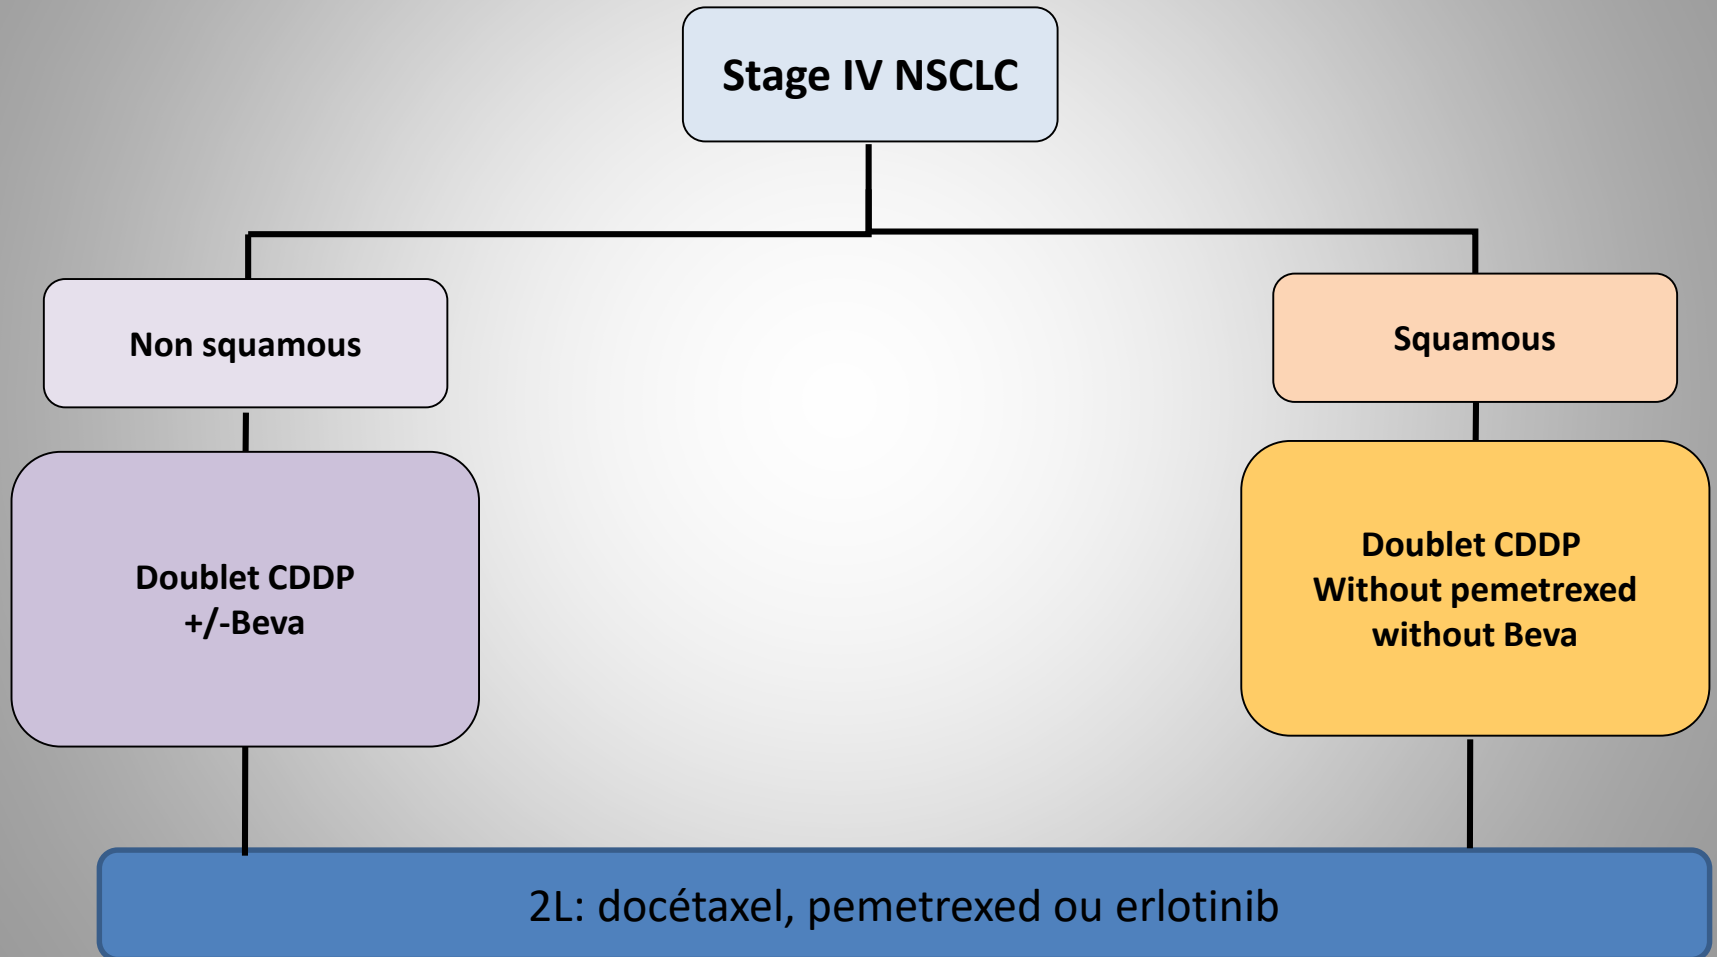 Stage IV NSCLC
Non squamous
Squamous
Doublet CDDP
+/-Beva
Doublet CDDP
Without pemetrexed
without Beva
2L: docétaxel, pemetrexed ou erlotinib